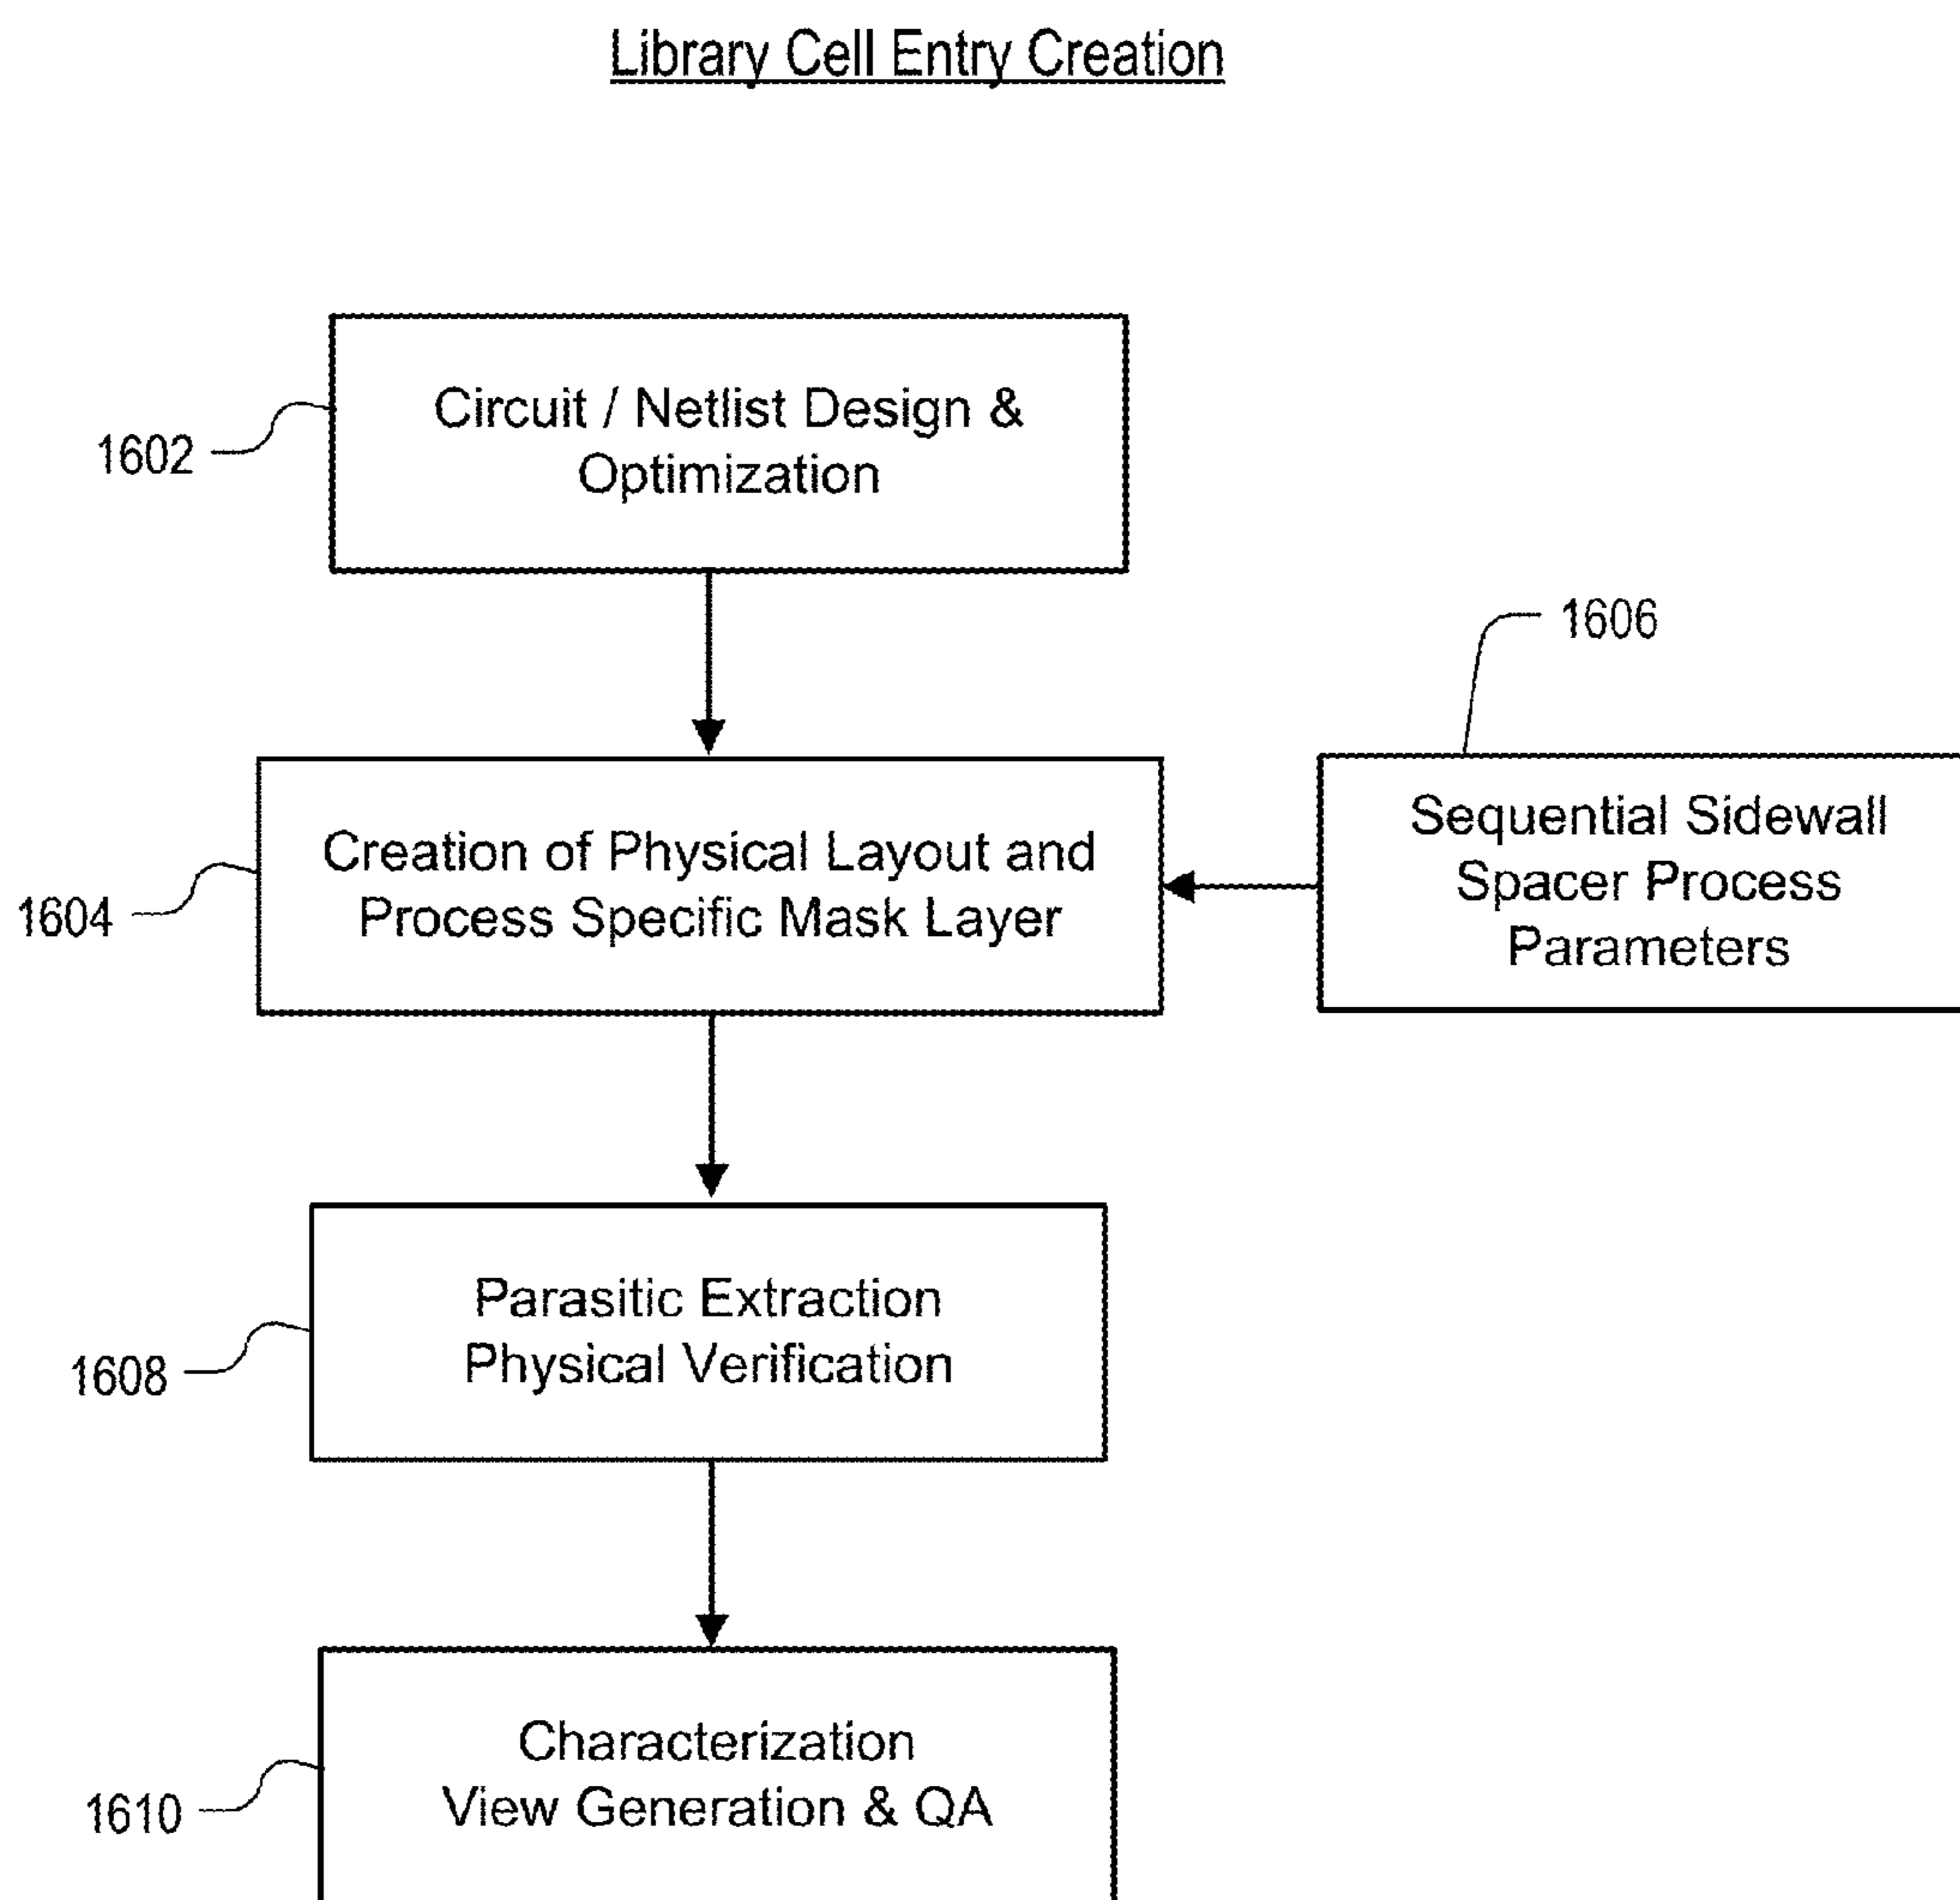 Library Cell Entry Creation
1602
Circuit / Netlist Design &
Optimization
1606
1604
Creation of Physical Layout and
Process Specific Mask Layer
Sequential Sidewall
Spacer Process
Parameters
1608
Parasitic Extraction
Physical Verification
1610
Characterization
View Generation & QA